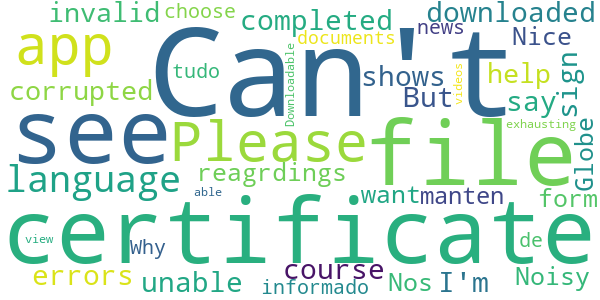 invalid choose completed downloaded
app Can't documents news Nice
see tudo Downloadable shows videos help sign
corrupted But say
Please file exhausting Globe
language reagrdings able want manten form
certificate
view Why de
errors unable course informado Nos I'm Noisy